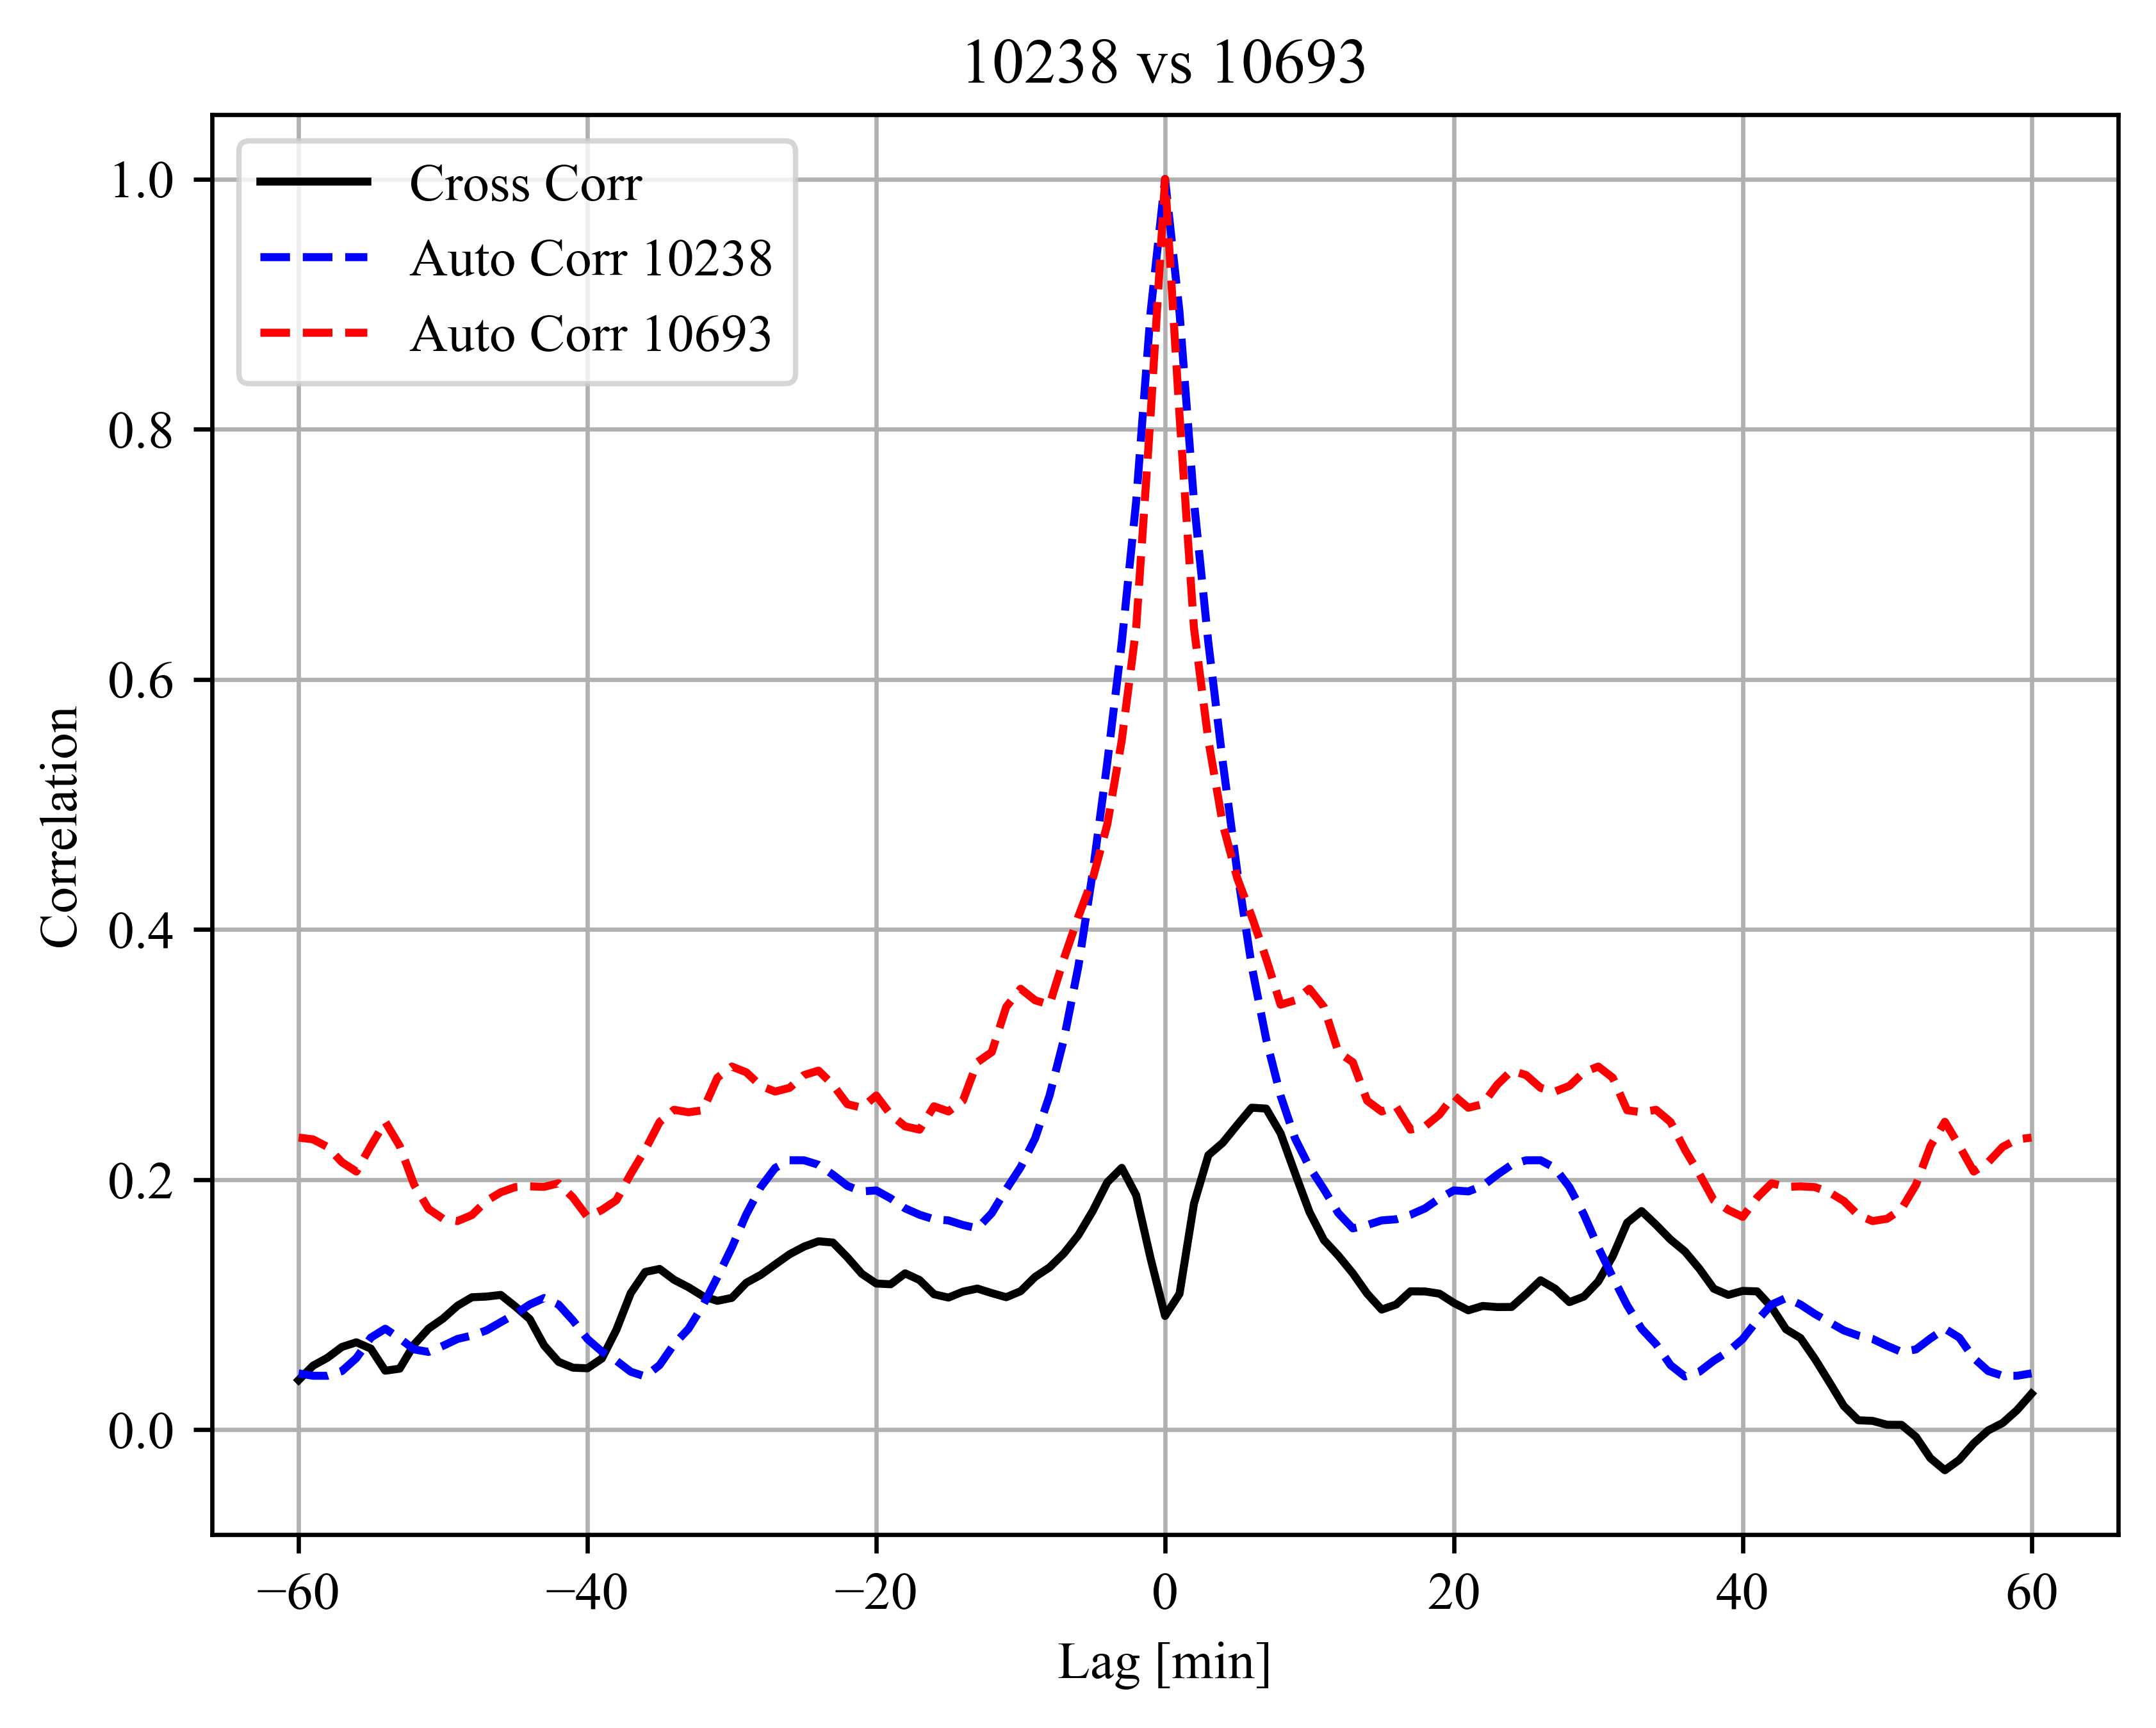 10238 vs 10693
Cross Corr
Auto Corr 10238
Auto Corr 10693
1.0
0.8
0.6
0.4
0.2
0.0
Correlation
−60 −40 −20 0 20 40 60
Lag [min]